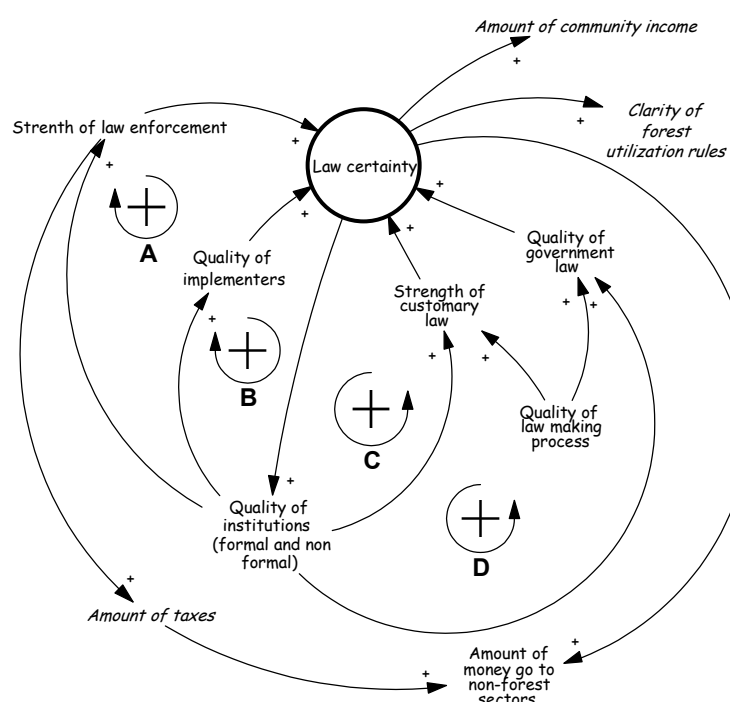 Amount of community income
+
Clarity of
forest
utilization rules
+
Strenth of law enforcement
+
+
Law certainty
+
+
+
A
Quality of
implementers
+
Quality of
government
law
+ +
Strength of
customary
law
+ +
B
C
Quality of
law making
process
+
Quality of
institutions
(formal and non
formal)
D
+
Amount of taxes
+
+
Amount of
money go to
non-forest
sectors